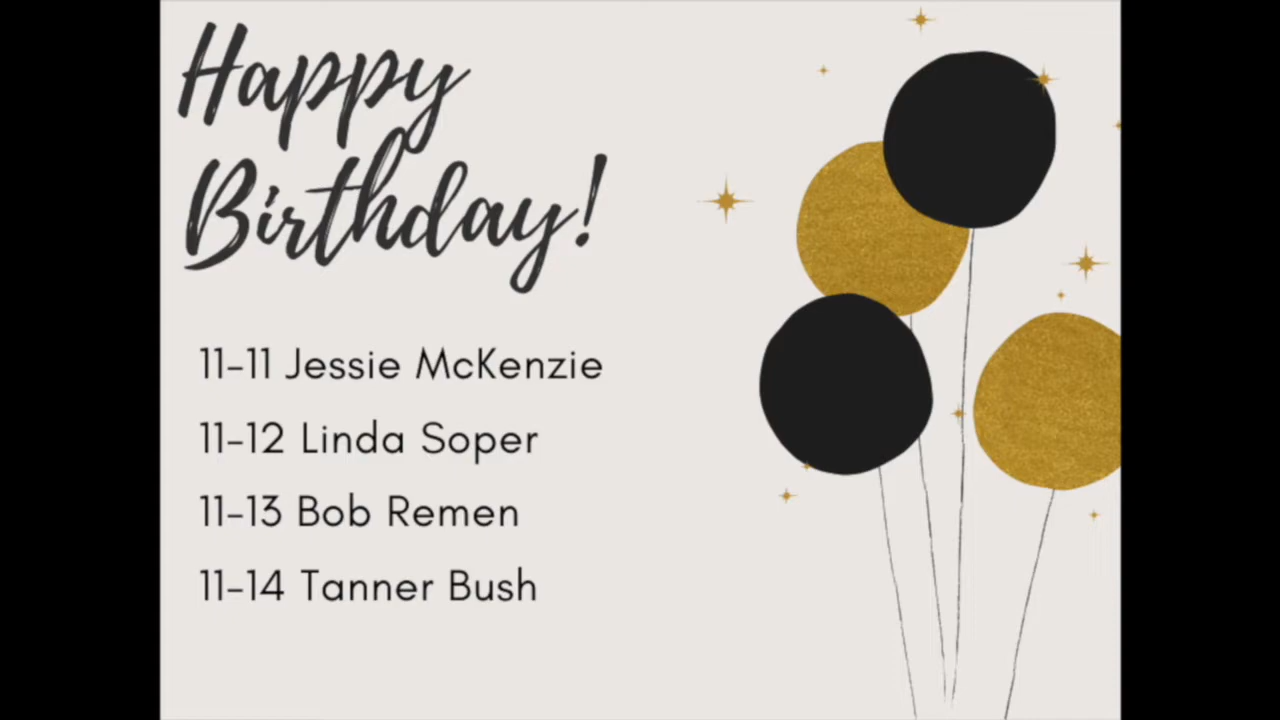 Happy
Birthday!
11-11 Jessie McKenzie
11-12 Linda Soper
11-13 Bob Remen
11-14 Tanner Bush